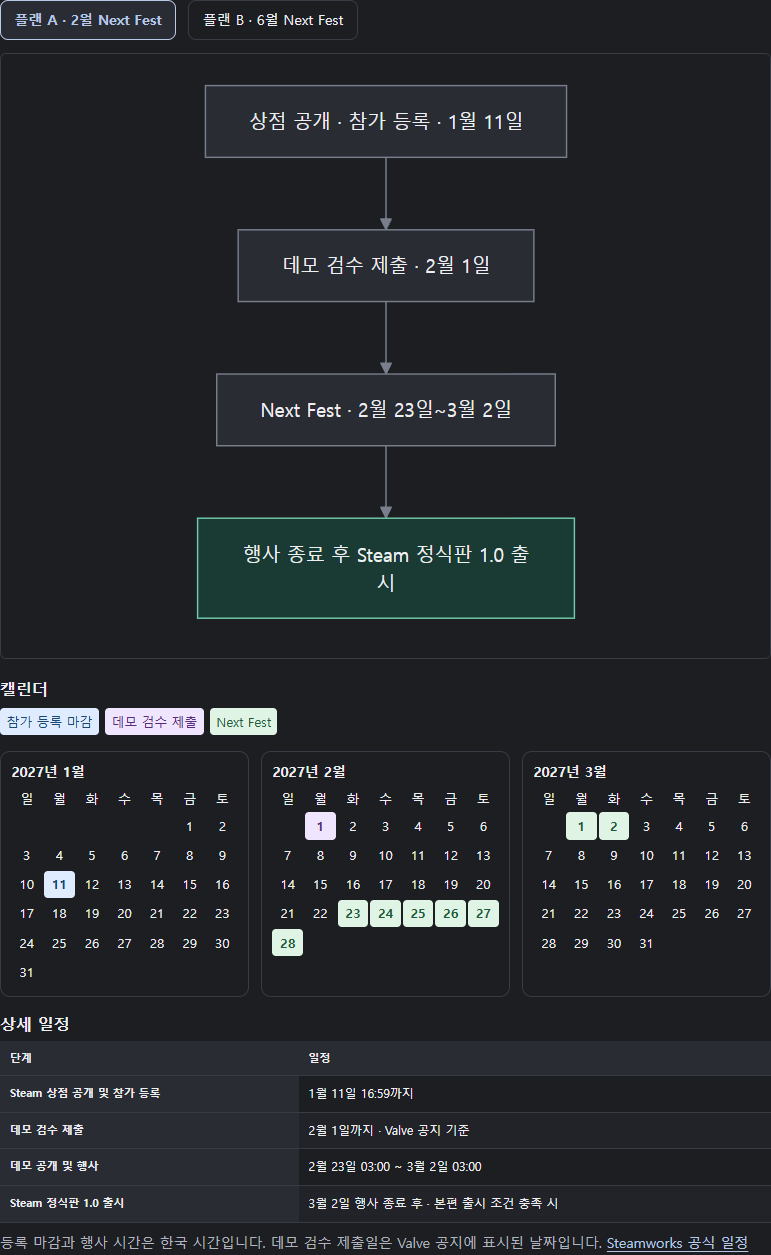 플랜 A · 2월 Next Fest 플랜 B · 6월 Next Fest
상점 공개 · 참가 등록 · 1월 11일
데모 검수 제출 · 2월 1일
Next Fest · 2월 23일~3월 2일
행사 종료 후 Steam 정식판 1.0 출
시
캘린더
참가 등록 마감 데모 검수 제출 Next Fest
2027년 1월
일 월 화 수 목 금 토
1 2
3 4 5 6 7 8 9
10 11 12 13 14 15 16
17 18 19 20 21 22 23
24 25 26 27 28 29 30
31
2027년 2월
일 월 화 수 목 금 토
1 2 3 4 5 6
7 8 9 10 11 12 13
14 15 16 17 18 19 20
21 22 23 24 25 26 27
28
2027년 3월
일 월 화 수 목 금 토
1 2 3 4 5 6
7 8 9 10 11 12 13
14 15 16 17 18 19 20
21 22 23 24 25 26 27
28 29 30 31
상세 일정
단계 일정
Steam 상점 공개 및 참가 등록 1월 11일 16:59까지
데모 검수 제출 2월 1일까지 · Valve 공지 기준
데모 공개 및 행사 2월 23일 03:00 ~ 3월 2일 03:00
Steam 정식판 1.0 출시 3월 2일 행사 종료 후 · 본편 출시 조건 충족 시
등록 마감과 행사 시간은 한국 시간입니다. 데모 검수 제출일은 Valve 공지에 표시된 날짜입니다. Steamworks 공식 일정